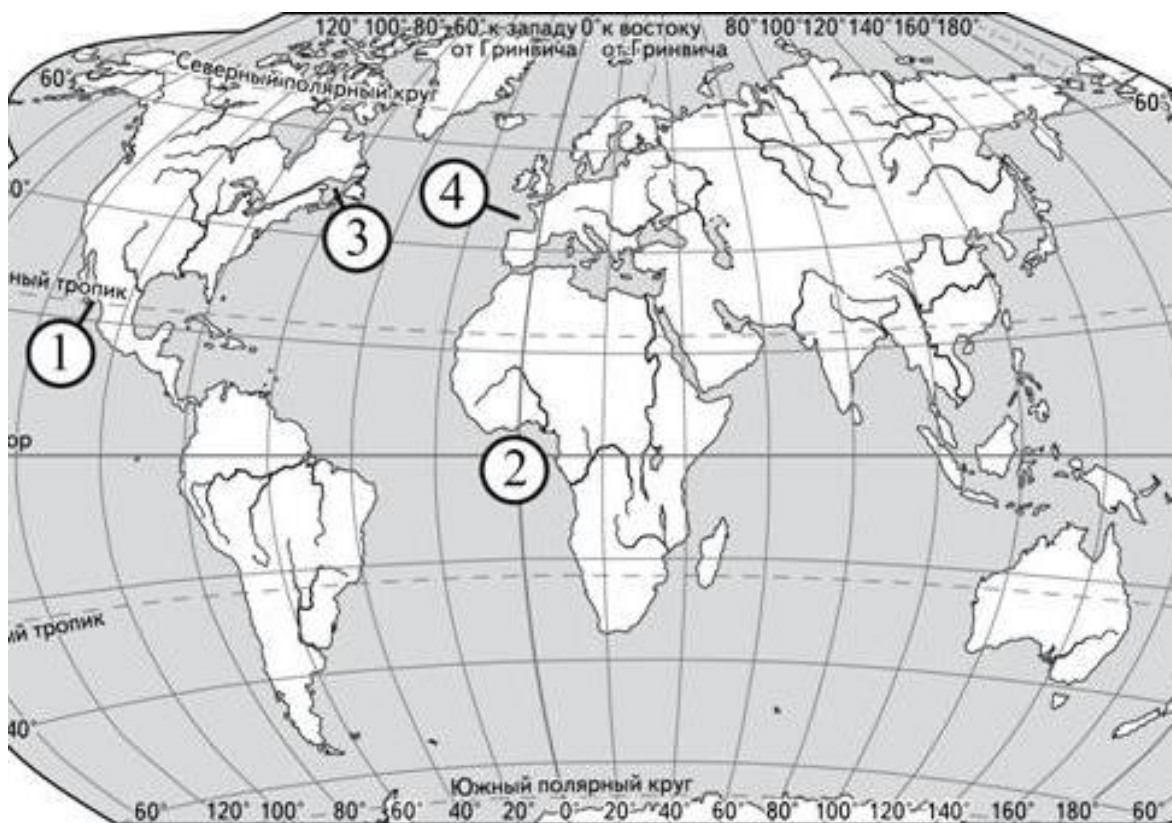 120° 100° 80° 60° к западу 0° к востоку 80° 100° 120° 140° 160° 180°
от Гринвича от Гринвича
60°
Северный полярный круг
60°
4
0°
3
ный тропик
1
ор
2
ый тропик
40°
Южный полярный круг
60° 120° 100° 80° 60° 40° 20° 0° 20° 40° 60° 80° 100° 120° 140° 160° 180° 60°